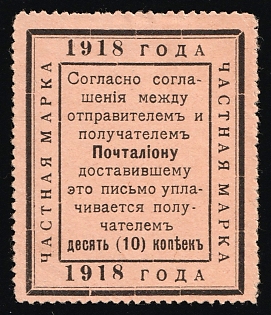 1918 ГОДА
ЧАСТНАЯ МАРКА
Согласно согла-
шенія между
отправителемъ и
получателемъ
Почталіону
доставившему
это письмо упла-
чивается полу-
чателемъ
десять (10) копѣекъ
ЧАСТНАЯ МАРКА
1918 ГОДА